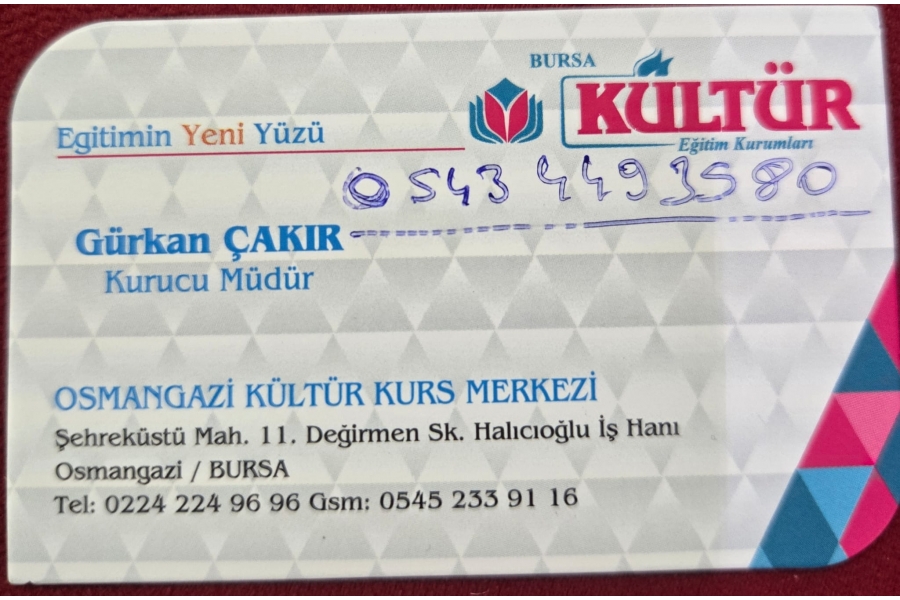 BURSA
KÜLTÜR
Eğitim Kurumları
Egitimin Yeni Yüzü
0543 449 3580
Gürkan ÇAKIR
Kurucu Müdür
OSMANGAZİ KÜLTÜR KURS MERKEZİ
Şehreküstü Mah. 11. Değirmen Sk. Halıcıoğlu İş Hanı
Osmangazi / BURSA
Tel: 0224 224 96 96 Gsm: 0545 233 91 16